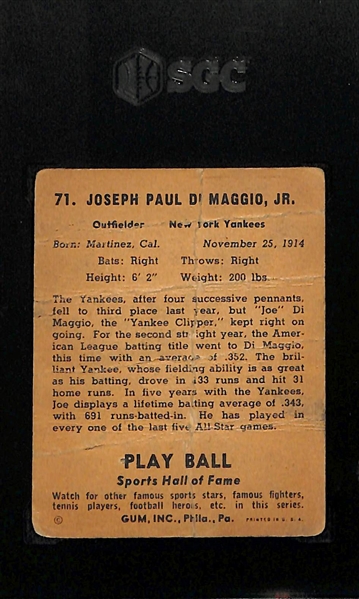 SGC
71. JOSEPH PAUL DI MAGGIO, JR.
Outfielder New York Yankees
Born: Martinez, Cal. November 25, 1914
Bats: Right Throws: Right
Height: 6' 2" Weight: 200 lbs.
The Yankees, after four successive pennants,
fell to third place last year, but "Joe" Di
Maggio, the "Yankee Clipper," kept right on
going. For the second straight year, the Amer-
ican League batting title went to Di Maggio,
this time with an average of .352. The bril-
liant Yankee, whose fielding ability is as great
as his batting, drove in 133 runs and hit 31
home runs. In five years with the Yankees,
Joe displays a lifetime batting average of .343,
with 691 runs-batted-in. He has played in
every one of the last five All-Star games.
PLAY BALL
Sports Hall of Fame
Watch for other famous sports stars, famous fighters,
tennis players, football heroes, etc. in this series.
© GUM, INC., Phila., Pa. PRINTED IN U. S. A.